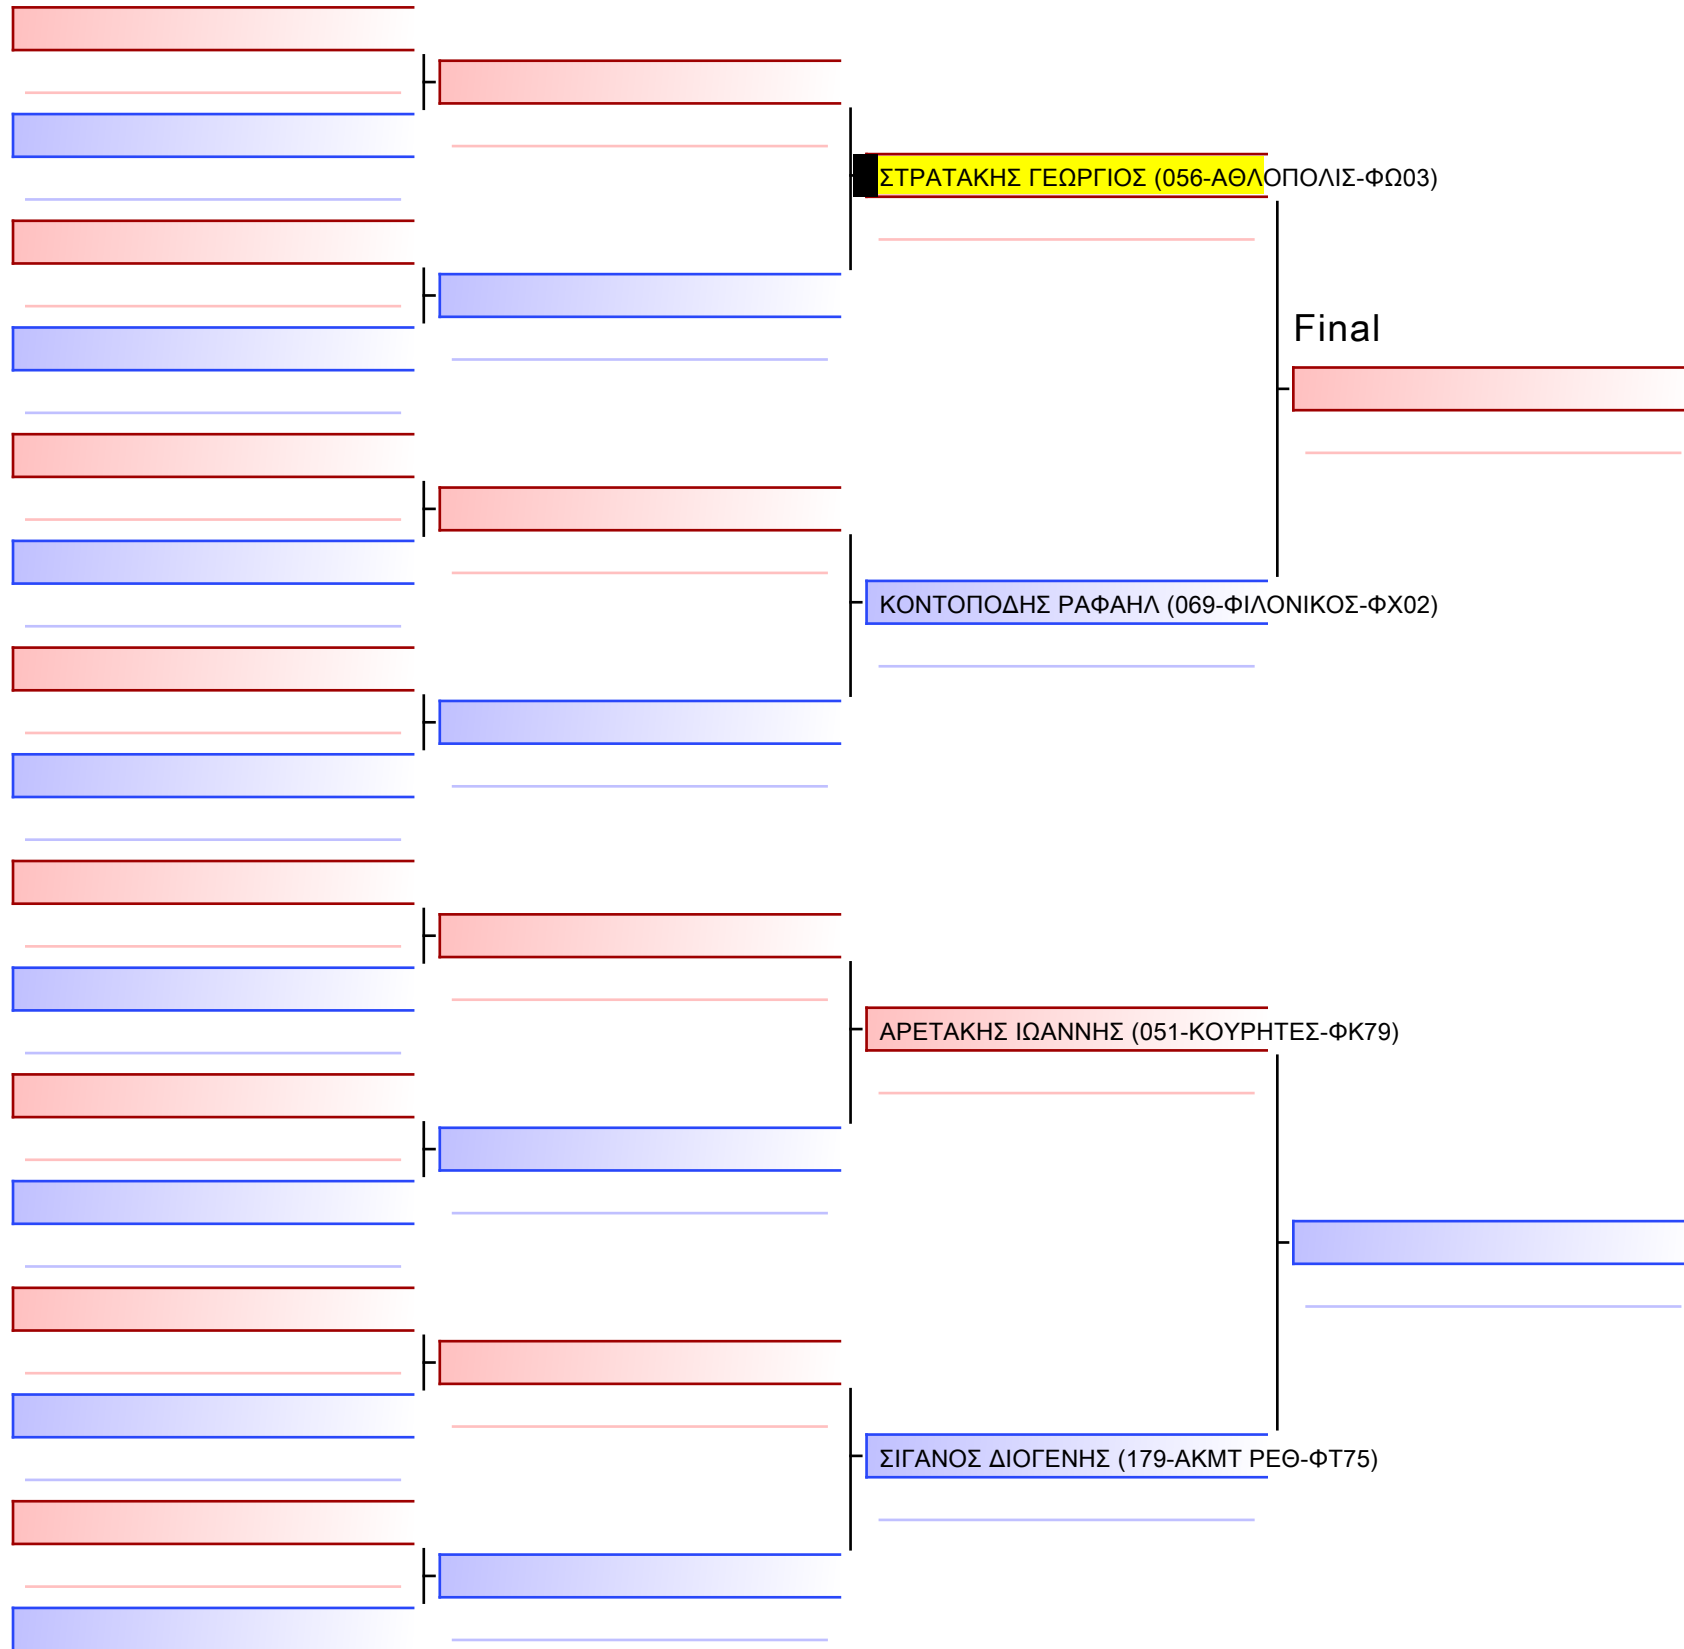 ΣΤΡΑΤΑΚΗΣ ΓΕΩΡΓΙΟΣ (056-ΑΘΛΟΠΟΛΙΣ-ΦΩ03)
Final
ΚΟΝΤΟΠΟΔΗΣ ΡΑΦΑΗΛ (069-ΦΙΛΟΝΙΚΟΣ-ΦΧ02)
ΑΡΕΤΑΚΗΣ ΙΩΑΝΝΗΣ (051-ΚΟΥΡΗΤΕΣ-ΦΚ79)
ΣΙΓΑΝΟΣ ΔΙΟΓΕΝΗΣ (179-ΑΚΜΤ ΡΕΘ-ΦΤ75)